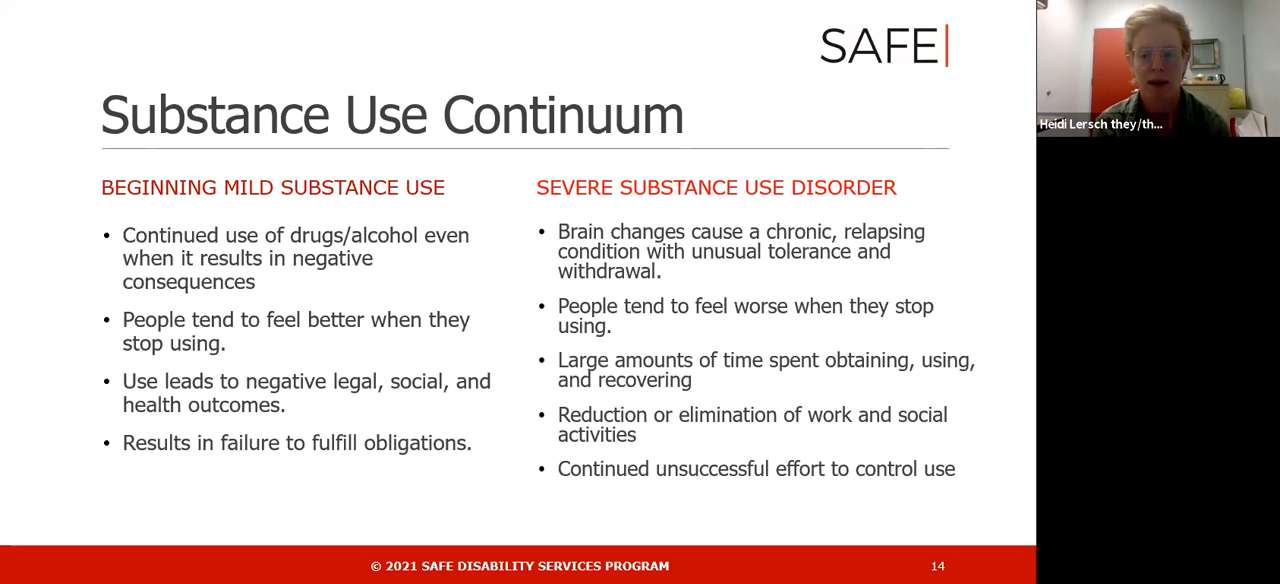 SAFE
Substance Use Continuum
BEGINNING MILD SUBSTANCE USE
• Continued use of drugs/alcohol even
when it results in negative
consequences
• People tend to feel better when they
stop using.
• Use leads to negative legal, social, and
health outcomes.
• Results in failure to fulfill obligations.
SEVERE SUBSTANCE USE DISORDER
• Brain changes cause a chronic, relapsing
condition with unusual tolerance and
withdrawal.
• People tend to feel worse when they stop
using.
• Large amounts of time spent obtaining, using,
and recovering
• Reduction or elimination of work and social
activities
• Continued unsuccessful effort to control use
© 2021 SAFE DISABILITY SERVICES PROGRAM
14
Heidi Lersch they/th...